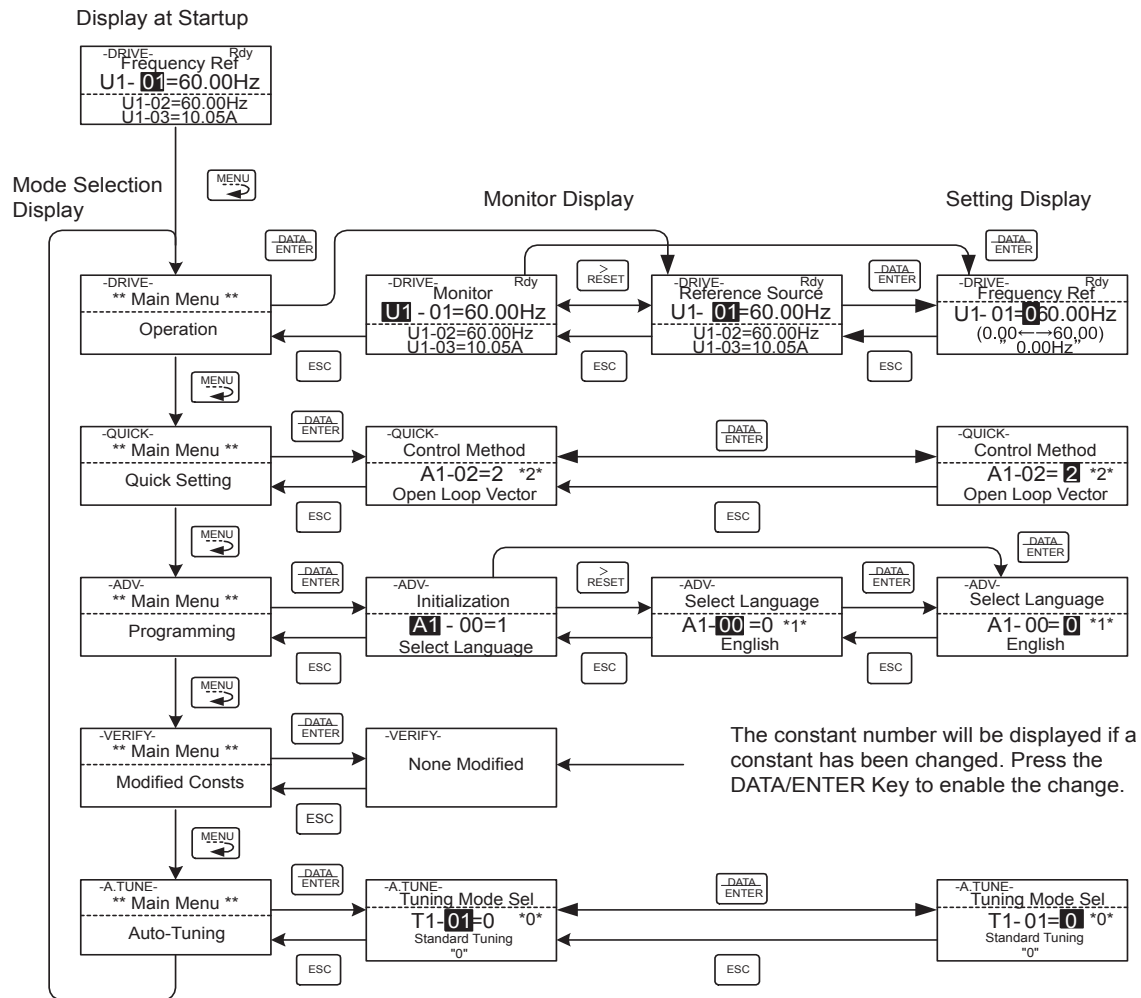 Display at Startup
-DRIVE- Rdy
Frequency Ref
U1- 01=60.00Hz
U1-02=60.00Hz
U1-03=10.05A
Mode Selection
Display
MENU
Monitor Display
Setting Display
DATA
ENTER
DATA
ENTER
-DRIVE-
** Main Menu **
Operation
-DRIVE- Rdy
Monitor
U1 - 01=60.00Hz
U1-02=60.00Hz
U1-03=10.05A
>
RESET
-DRIVE- Rdy
Reference Source
U1- 01=60.00Hz
U1-02=60.00Hz
U1-03=10.05A
DATA
ENTER
-DRIVE- Rdy
Frequency Ref
U1- 01=060.00Hz
(0.00←→60.00)
" 0.00Hz"
ESC
ESC
ESC
MENU
-QUICK-
** Main Menu **
Quick Setting
DATA
ENTER
-QUICK-
Control Method
A1-02=2 *2*
Open Loop Vector
DATA
ENTER
-QUICK-
Control Method
A1-02= 2 *2*
Open Loop Vector
ESC
ESC
MENU
DATA
ENTER
-ADV-
** Main Menu **
Programming
DATA
ENTER
-ADV-
Initialization
A1 - 00=1
Select Language
>
RESET
-ADV-
Select Language
A1-00 =0 *1*
English
DATA
ENTER
-ADV-
Select Language
A1- 00= 0 *1*
English
ESC
ESC
ESC
MENU
-VERIFY-
** Main Menu **
Modified Consts
DATA
ENTER
-VERIFY-
None Modified
The constant number will be displayed if a
constant has been changed. Press the
DATA/ENTER Key to enable the change.
ESC
MENU
-A.TUNE-
** Main Menu **
Auto-Tuning
DATA
ENTER
-A.TUNE-
Tuning Mode Sel
T1-01=0 *0*
Standard Tuning
"0"
DATA
ENTER
-A.TUNE-
Tuning Mode Sel
T1- 01= 0 *0*
Standard Tuning
"0"
ESC
ESC